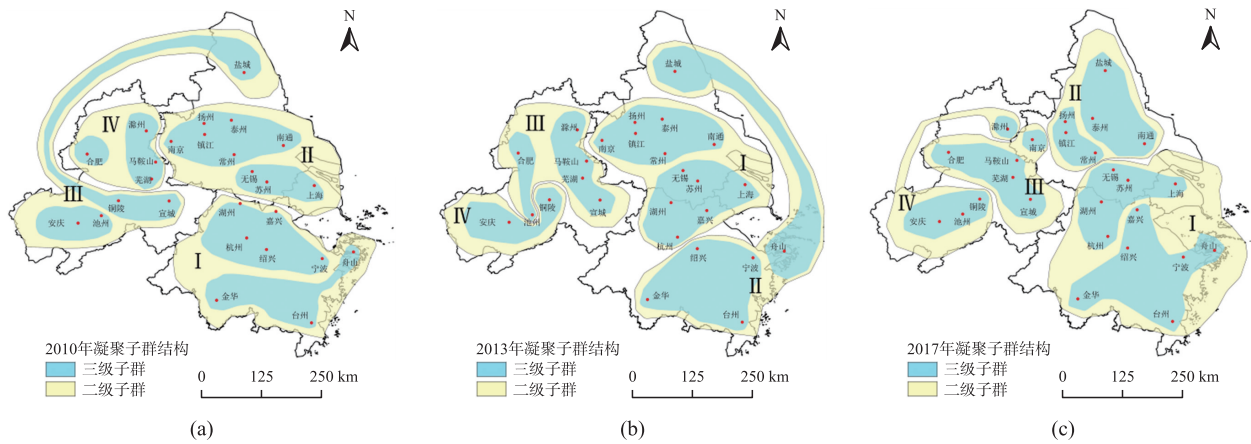 N
盐城
IV
滁州
扬州
泰州
南京
镇江
南通
合肥
马鞍山
常州
II
芜湖
无锡
苏州
上海
III
铜陵
宣城
湖州
嘉兴
安庆
池州
杭州
绍兴
I
宁波
舟山
金华
台州
2010年凝聚子群结构
三级子群
二级子群
0 125 250 km
(a)
N
盐城
III
滁州
扬州
泰州
南京
镇江
南通
合肥
马鞍山
常州
I
芜湖
无锡
苏州
上海
IV
铜陵
宣城
湖州
嘉兴
安庆
池州
杭州
绍兴
舟山
宁波
II
金华
台州
2013年凝聚子群结构
三级子群
二级子群
0 125 250 km
(b)
N
盐城
II
滁州
扬州
泰州
南京
镇江
南通
合肥
马鞍山
常州
芜湖
III
无锡
苏州
上海
IV
铜陵
宣城
湖州
嘉兴
安庆
池州
I
杭州
绍兴
舟山
宁波
金华
台州
2017年凝聚子群结构
三级子群
二级子群
0 125 250 km
(c)